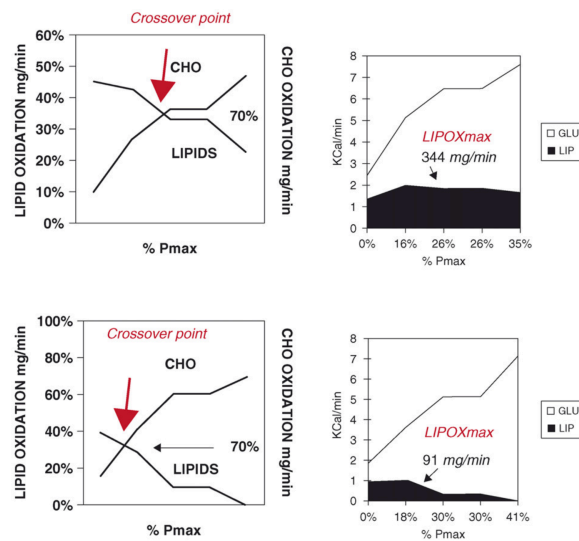 Crossover point
60%
50%
40%
30%
20%
10%
0%
LIPID OXIDATION mg/min
CHO
70%
LIPIDS
CHO OXIDATION mg/min
% Pmax
8
7
6
5
4
3
2
1
0
KCal/min
LIPOXmax
344 mg/min
GLU
LIP
0% 16% 26% 26% 35%
% Pmax
100%
80%
60%
40%
20%
0%
LIPID OXIDATION mg/min
Crossover point
CHO
70%
LIPIDS
CHO OXIDATION mg/min
% Pmax
8
7
6
5
4
3
2
1
0
KCal/min
LIPOXmax
91 mg/min
GLU
LIP
0% 18% 30% 30% 41%
% Pmax